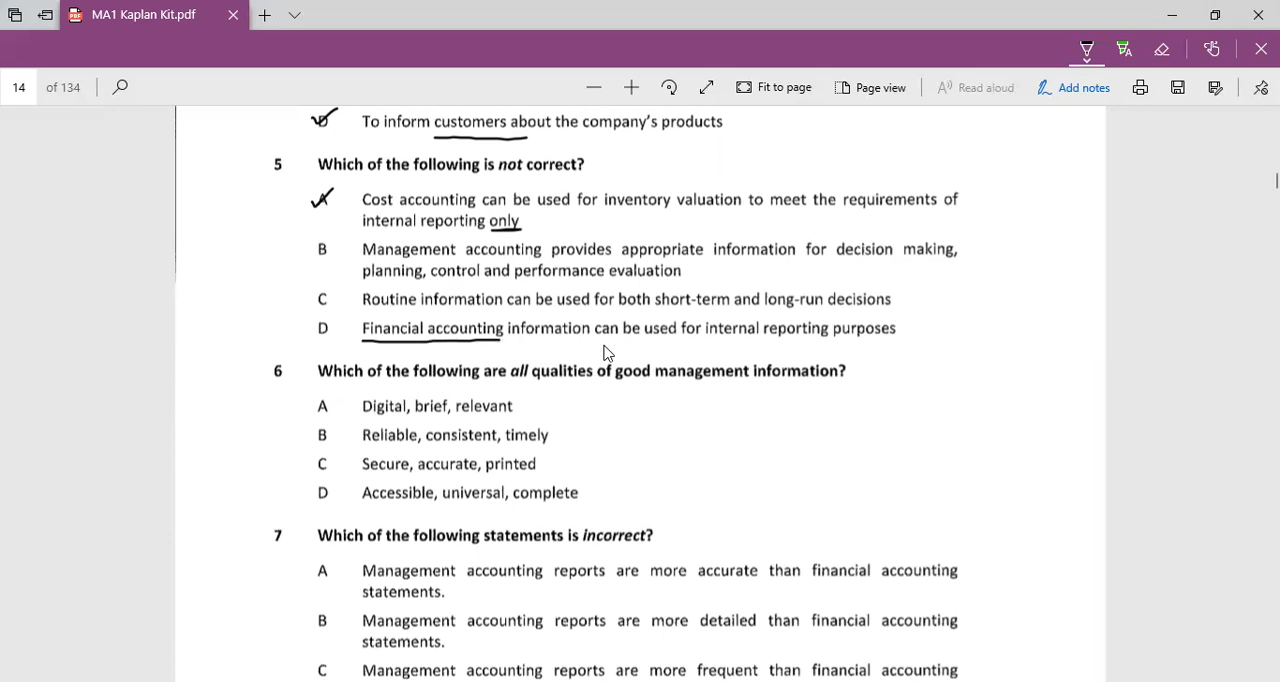 MA1 Kaplan Kit.pdf
14 of 134
Fit to page
Page view
Read aloud
Add notes
To inform customers about the company's products
5 Which of the following is not correct?
A Cost accounting can be used for inventory valuation to meet the requirements of
internal reporting only
B Management accounting provides appropriate information for decision making,
planning, control and performance evaluation
C Routine information can be used for both short-term and long-run decisions
D Financial accounting information can be used for internal reporting purposes
6 Which of the following are all qualities of good management information?
A Digital, brief, relevant
B Reliable, consistent, timely
C Secure, accurate, printed
D Accessible, universal, complete
7 Which of the following statements is incorrect?
A Management accounting reports are more accurate than financial accounting
statements.
B Management accounting reports are more detailed than financial accounting
statements.
C Management accounting reports are more frequent than financial accounting